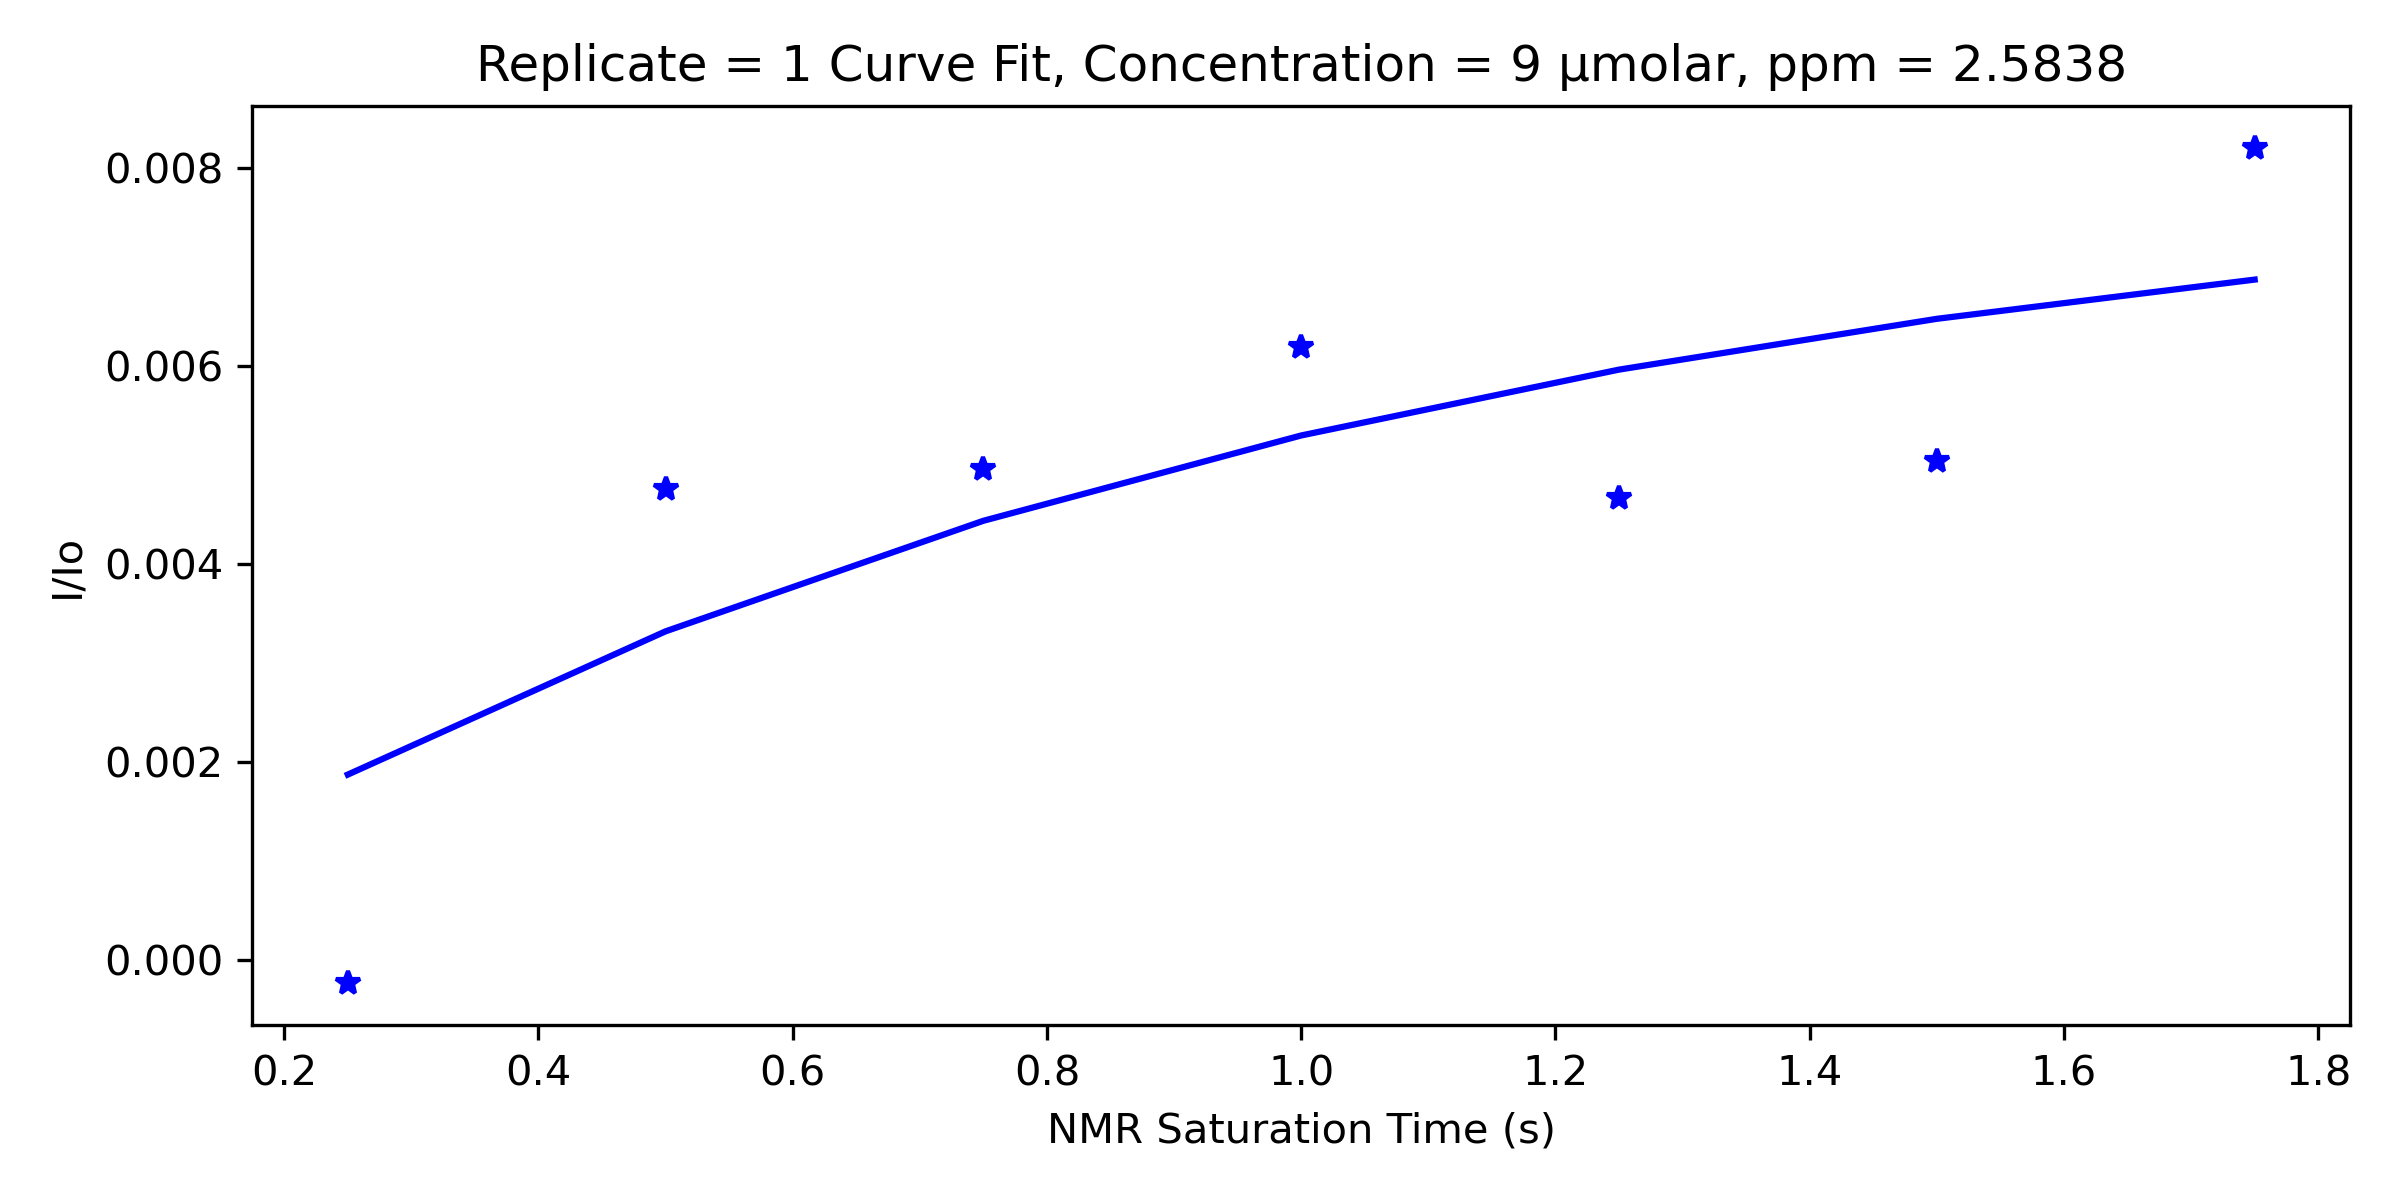 Replicate = 1 Curve Fit, Concentration = 9 µmolar, ppm = 2.5838
0.008
0.006
0.004
0.002
0.000
I/Io
0.2 0.4 0.6 0.8 1.0 1.2 1.4 1.6 1.8
NMR Saturation Time (s)